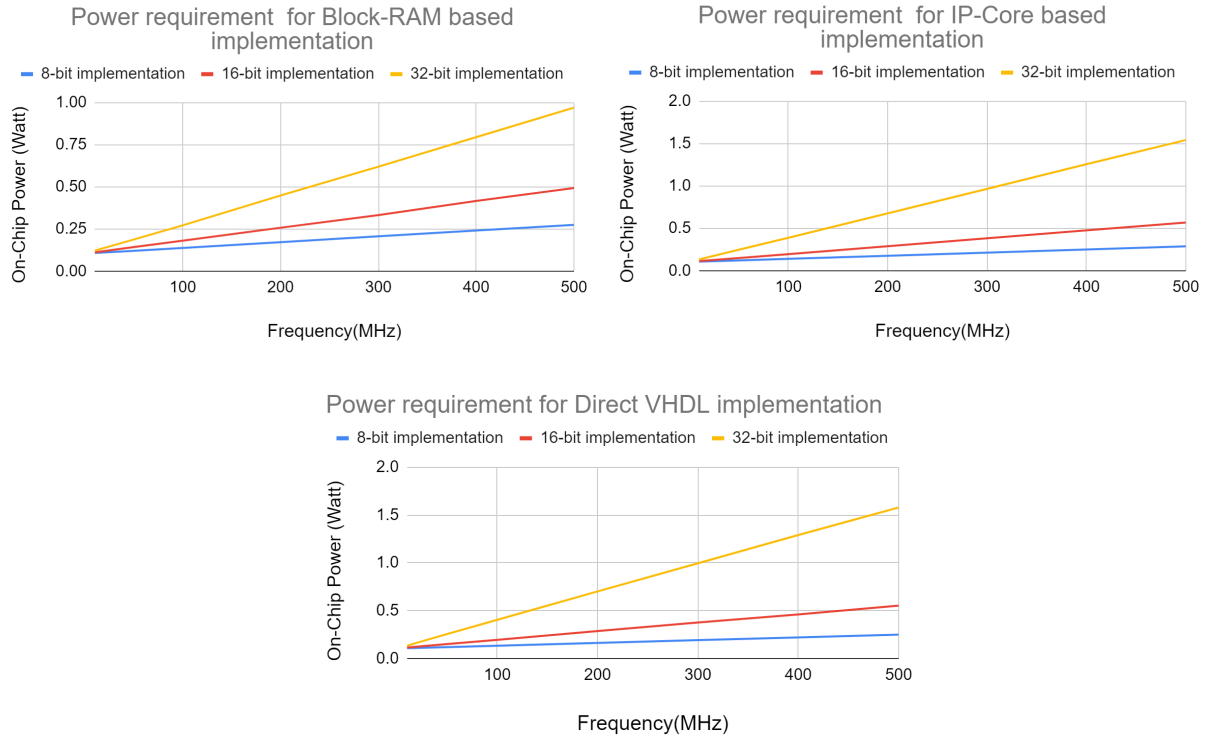 Power requirement  for Block-RAM based
implementation
8-bit implementation 16-bit implementation 32-bit implementation
On-Chip Power (Watt)
1.00
0.75
0.50
0.25
0.00
100 200 300 400 500
Frequency(MHz)
Power requirement  for IP-Core based
implementation
8-bit implementation 16-bit implementation 32-bit implementation
On-Chip Power (Watt)
2.0
1.5
1.0
0.5
0.0
100 200 300 400 500
Frequency(MHz)
Power requirement for Direct VHDL implementation
8-bit implementation 16-bit implementation 32-bit implementation
On-Chip Power (Watt)
2.0
1.5
1.0
0.5
0.0
100 200 300 400 500
Frequency(MHz)